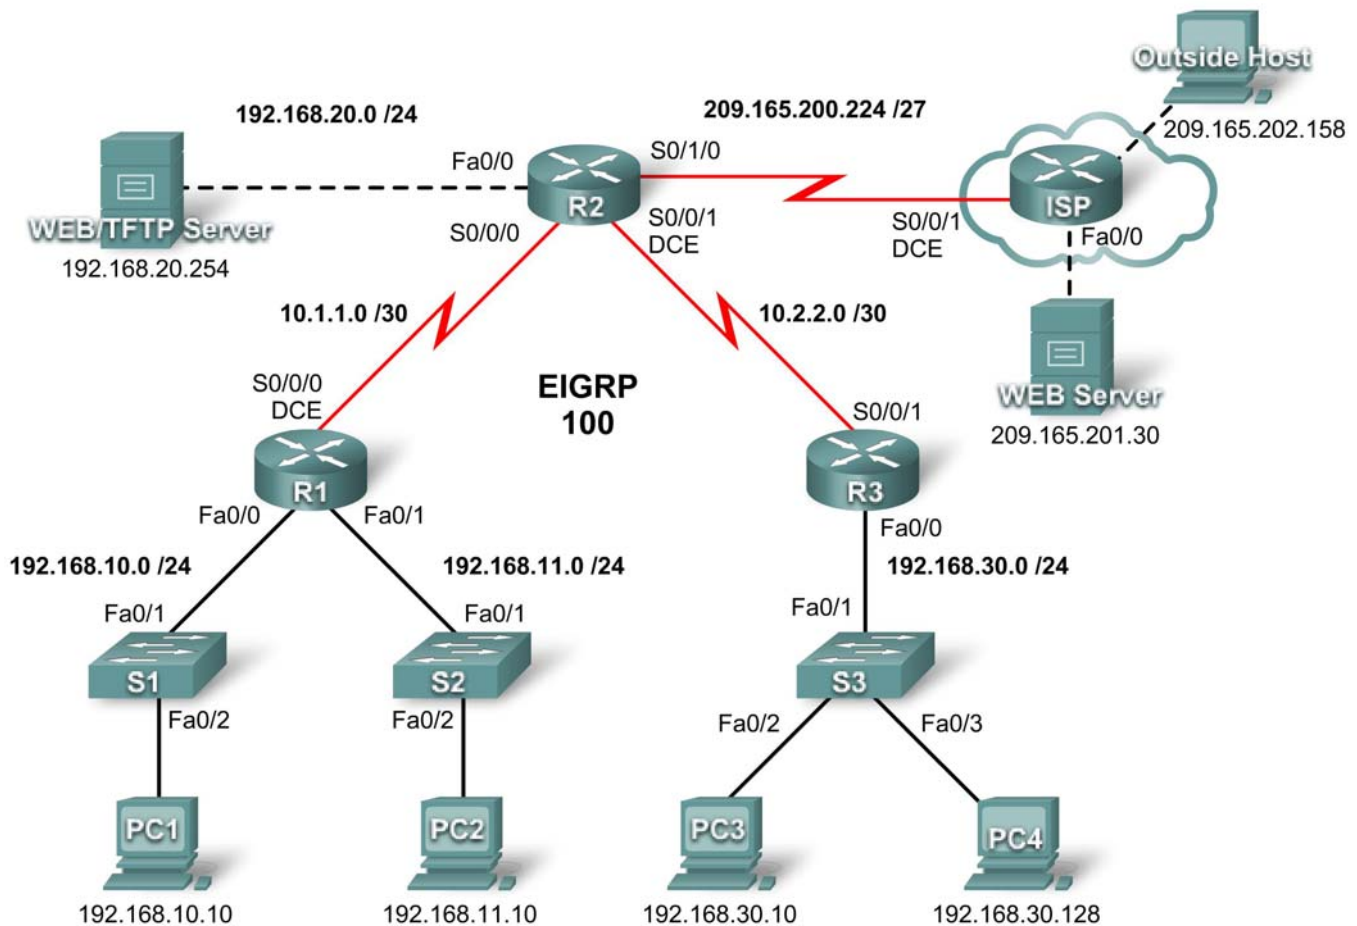 Outside Host
209.165.202.158
192.168.20.0 /24
209.165.200.224 /27
Fa0/0
S0/1/0
R2
ISP
WEB/TFTP Server
192.168.20.254
S0/0/0
S0/0/1
DCE
S0/0/1
DCE
Fa0/0
10.1.1.0 /30
10.2.2.0 /30
WEB Server
209.165.201.30
EIGRP
100
S0/0/0
DCE
S0/0/1
R1
R3
Fa0/0
Fa0/1
Fa0/0
192.168.10.0 /24
192.168.11.0 /24
192.168.30.0 /24
Fa0/1
Fa0/1
Fa0/1
S1
S2
S3
Fa0/2
Fa0/2
Fa0/2
Fa0/3
PC1
PC2
PC3
PC4
192.168.10.10
192.168.11.10
192.168.30.10
192.168.30.128